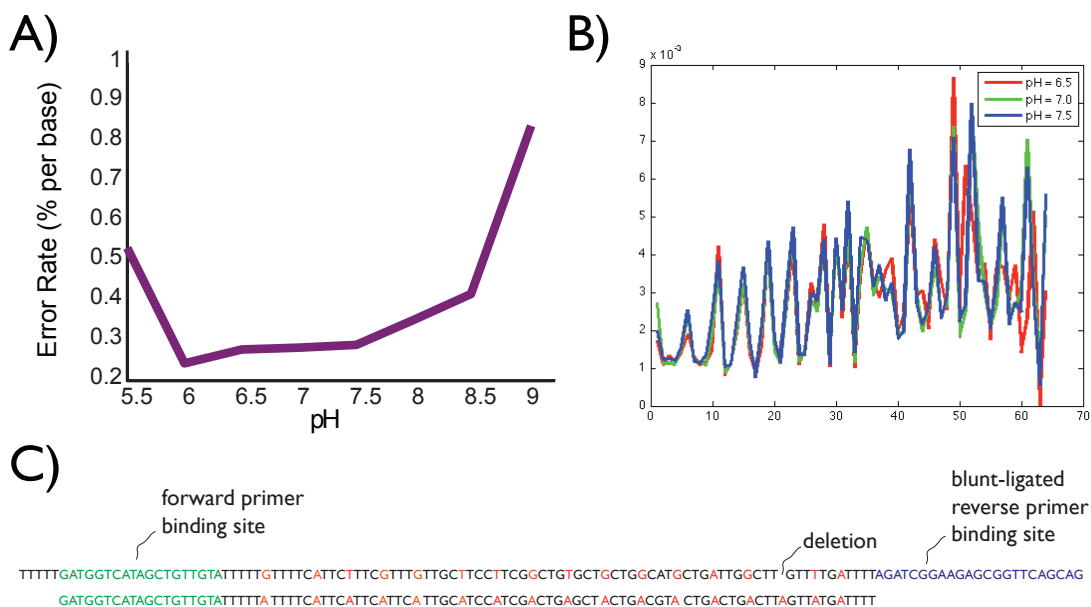 A)
Error Rate (% per base)
1
0.9
0.8
0.7
0.6
0.5
0.4
0.3
0.2
5.5 6 6.5 7 7.5 8 8.5 9
pH
B)
x 10⁻³
9
8
7
6
5
4
3
2
1
0
0 10 20 30 40 50 60 70
pH = 6.5
pH = 7.0
pH = 7.5
C)
forward primer
binding site
deletion
blunt-ligated
reverse primer
binding site
TTTTTGATGGTCATAGCTGTTGTATTTTTGTTTTCATTCTTTCGTTTGTTGCTTCCTTCGGCTGTGCTGCTGGCATGCTGATTGGCTT GTTTTGATTTTAGATCGGAAGAGCGGTTCAGCAG
GATGGTCATAGCTGTTGTATTTTTATTTTCATTCATTCATTCATTGCATCCATCGACTGAGCTACTGACGTACTGACTGACTTAGTTATGATTTT